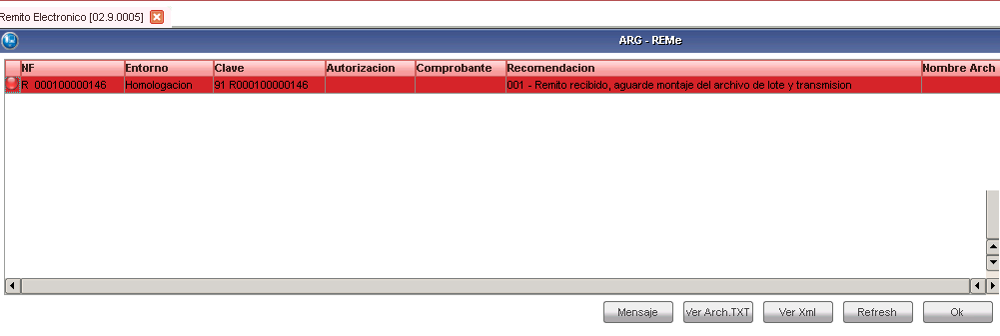 Remito Electronico [02.9.0005]
ARG - REMe
NF Entorno Clave Autorizacion Comprobante Recomendacion Nombre Arch
R 000100000146 Homologacion 91 R000100000146 001 - Remito recibido, aguarde montaje del archivo de lote y transmision
Mensaje Ver Arch.TXT Ver Xml Refresh Ok